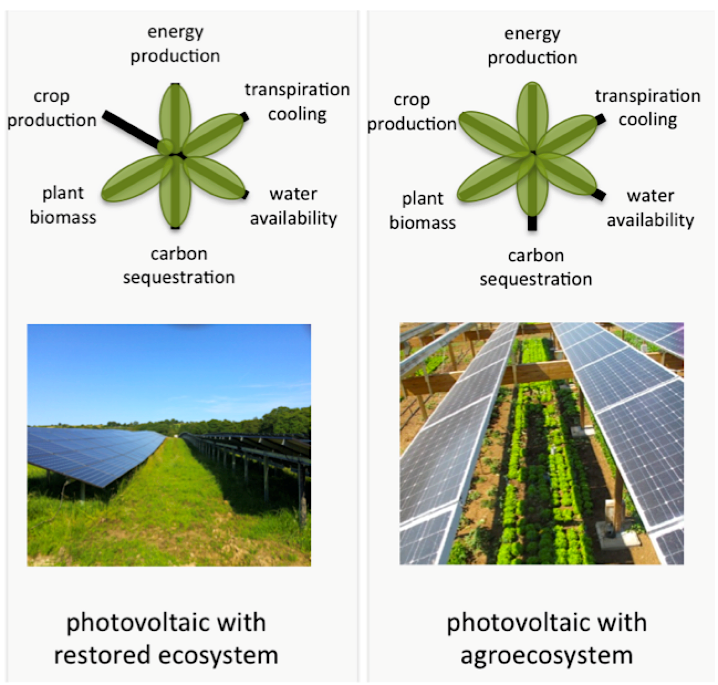 energy
production
transpiration
cooling
crop
production
plant
biomass
water
availability
carbon
sequestration
photovoltaic with
restored ecosystem
energy
production
transpiration
cooling
crop
production
plant
biomass
water
availability
carbon
sequestration
photovoltaic with
agroecosystem